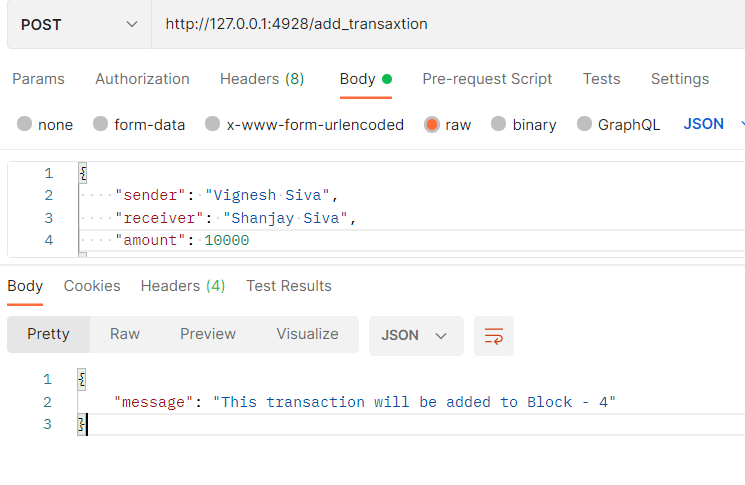 POST http://127.0.0.1:4928/add_transaxtion
Params Authorization Headers (8) Body Pre-request Script Tests Settings
none form-data x-www-form-urlencoded raw binary GraphQL JSON
1 {
2 "sender": "Vignesh Siva",
3 "receiver": "Shanjay Siva",
4 "amount": 10000
Body Cookies Headers (4) Test Results
Pretty Raw Preview Visualize JSON
1 {
2 "message": "This transaction will be added to Block - 4"
3 }